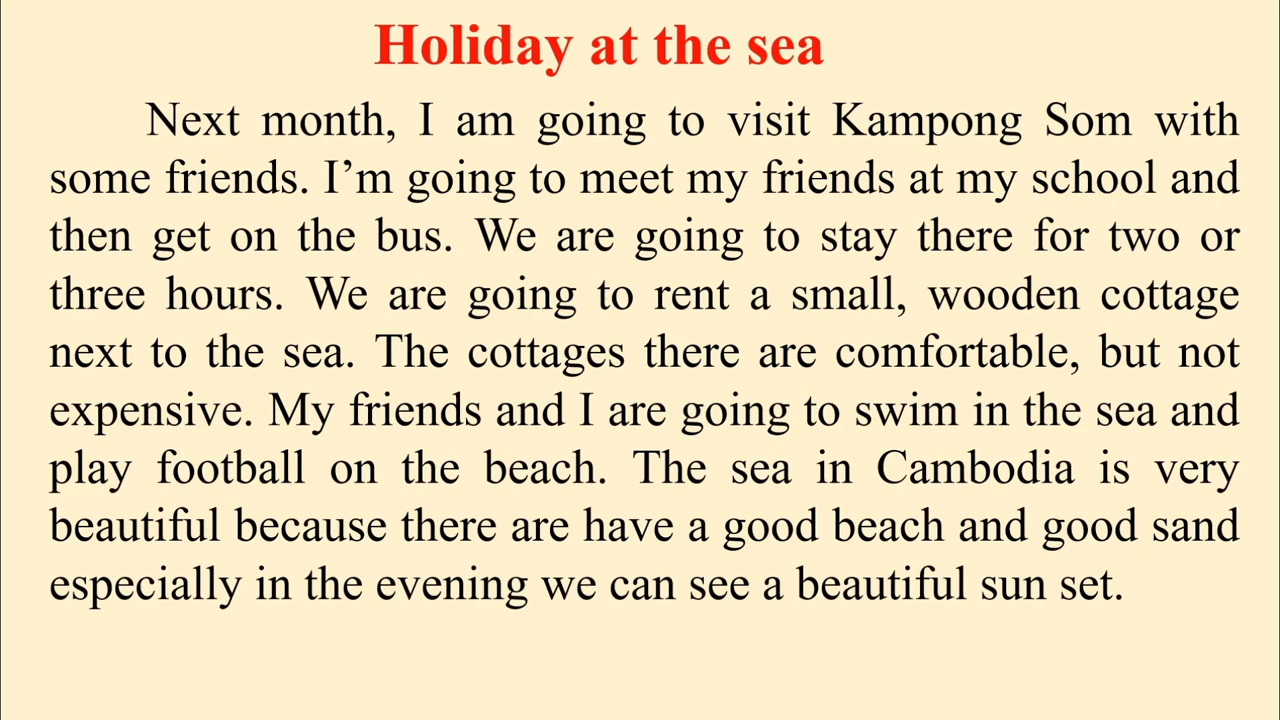 Holiday at the sea
Next month, I am going to visit Kampong Som with
some friends. I’m going to meet my friends at my school and
then get on the bus. We are going to stay there for two or
three hours. We are going to rent a small, wooden cottage
next to the sea. The cottages there are comfortable, but not
expensive. My friends and I are going to swim in the sea and
play football on the beach. The sea in Cambodia is very
beautiful because there are have a good beach and good sand
especially in the evening we can see a beautiful sun set.